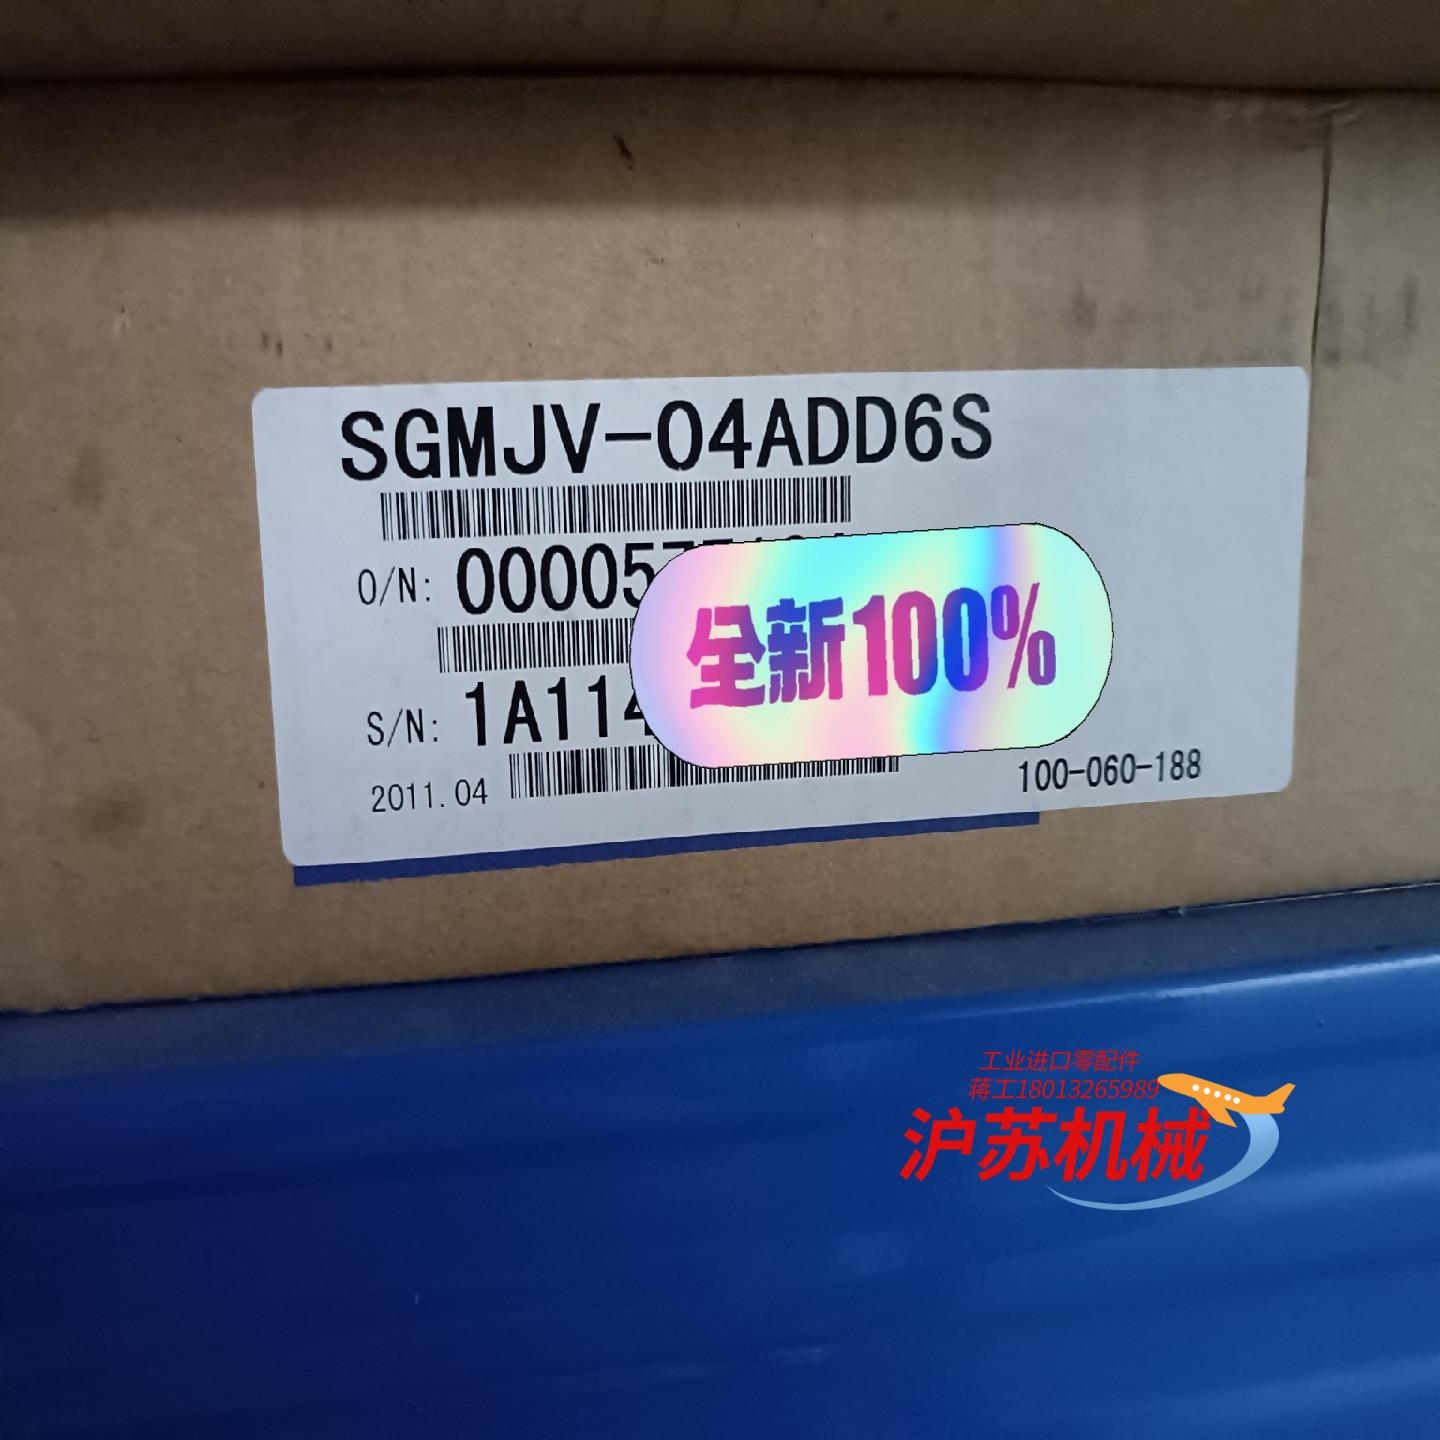 SGMJV-04ADD6S
O/N: 00005
全新100%
S/N: 1A114
2011.04
100-060-188
工业进口零配件
蒋工18013265989
沪苏机械